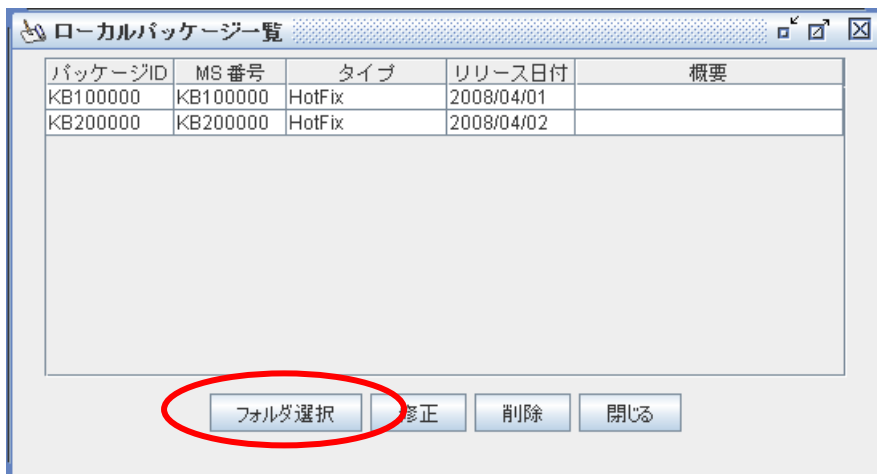 ローカルパッケージ一覧
パッケージID MS 番号 タイプ リリース日付 概要
KB100000 KB100000 HotFix 2008/04/01
KB200000 KB200000 HotFix 2008/04/02
フォルダ選択 修正 削除 閉じる